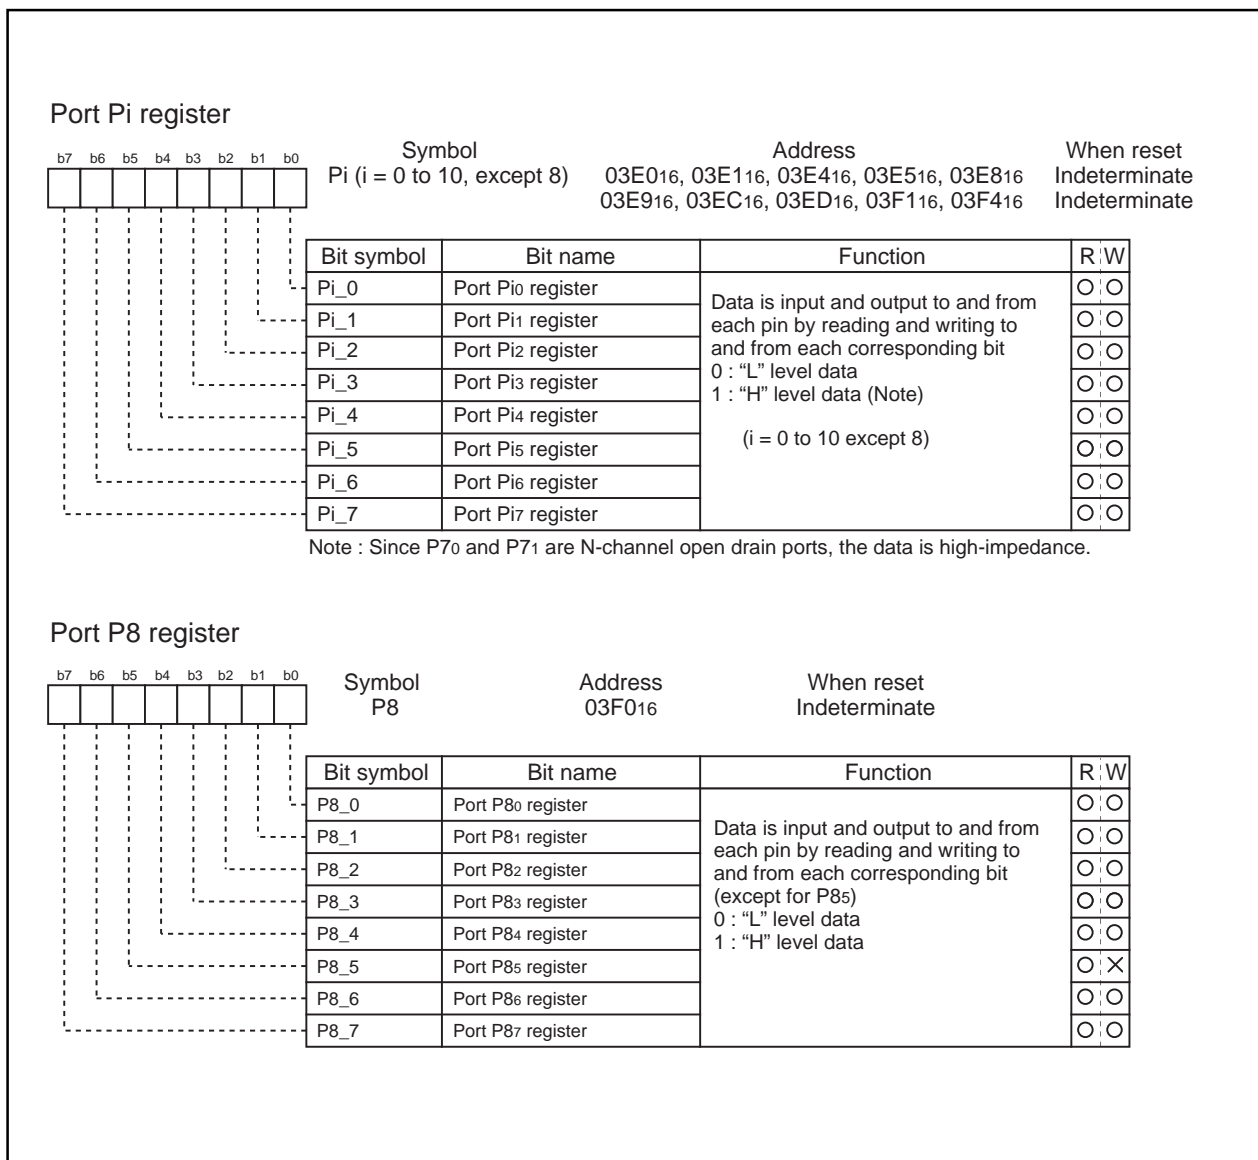 Port Pi register
b7 b6 b5 b4 b3 b2 b1 b0
Symbol Address When reset
Pi (i = 0 to 10, except 8) 03E016, 03E116, 03E416, 03E516, 03E816 Indeterminate
03E916, 03EC16, 03ED16, 03F116, 03F416 Indeterminate
Bit symbol Bit name Function R W
Pi_0 Port Pi0 register
Pi_1 Port Pi1 register
Pi_2 Port Pi2 register
Pi_3 Port Pi3 register
Pi_4 Port Pi4 register
Pi_5 Port Pi5 register
Pi_6 Port Pi6 register
Pi_7 Port Pi7 register
Data is input and output to and from
each pin by reading and writing to
and from each corresponding bit
0 : “L” level data
1 : “H” level data (Note)
(i = 0 to 10 except 8)
Note : Since P70 and P71 are N-channel open drain ports, the data is high-impedance.
Port P8 register
b7 b6 b5 b4 b3 b2 b1 b0
Symbol Address When reset
P8 03F016 Indeterminate
Bit symbol Bit name Function R W
P8_0 Port P80 register
P8_1 Port P81 register
P8_2 Port P82 register
P8_3 Port P83 register
P8_4 Port P84 register
P8_5 Port P85 register
P8_6 Port P86 register
P8_7 Port P87 register
Data is input and output to and from
each pin by reading and writing to
and from each corresponding bit
(except for P85)
0 : “L” level data
1 : “H” level data